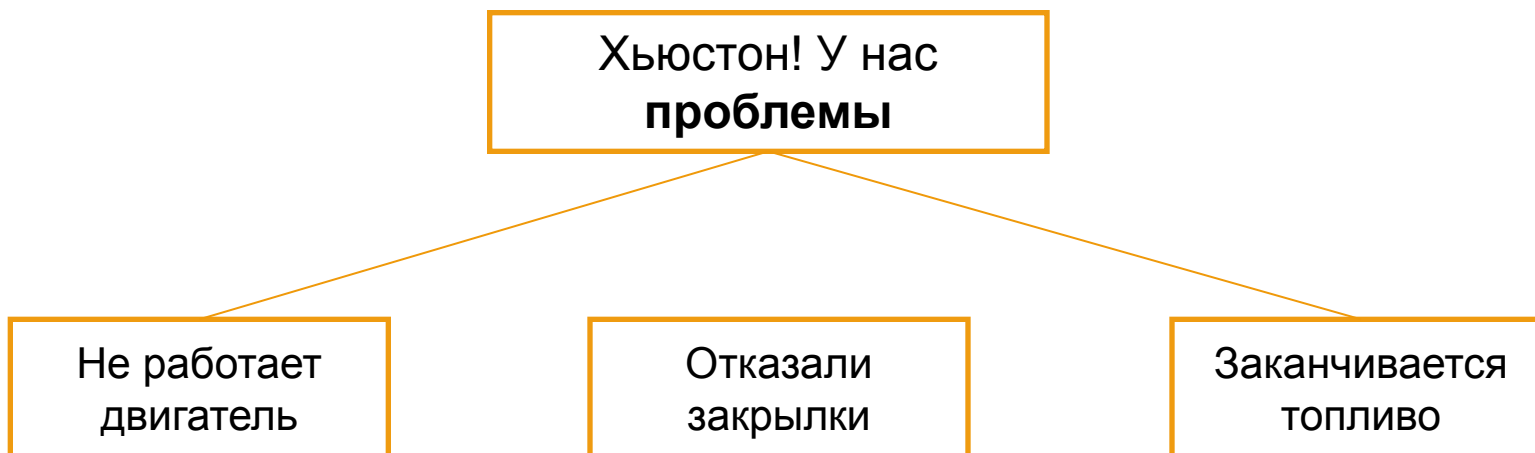 Хьюстон! У нас
проблемы
Не работает
двигатель
Отказали
закрылки
Заканчивается
топливо